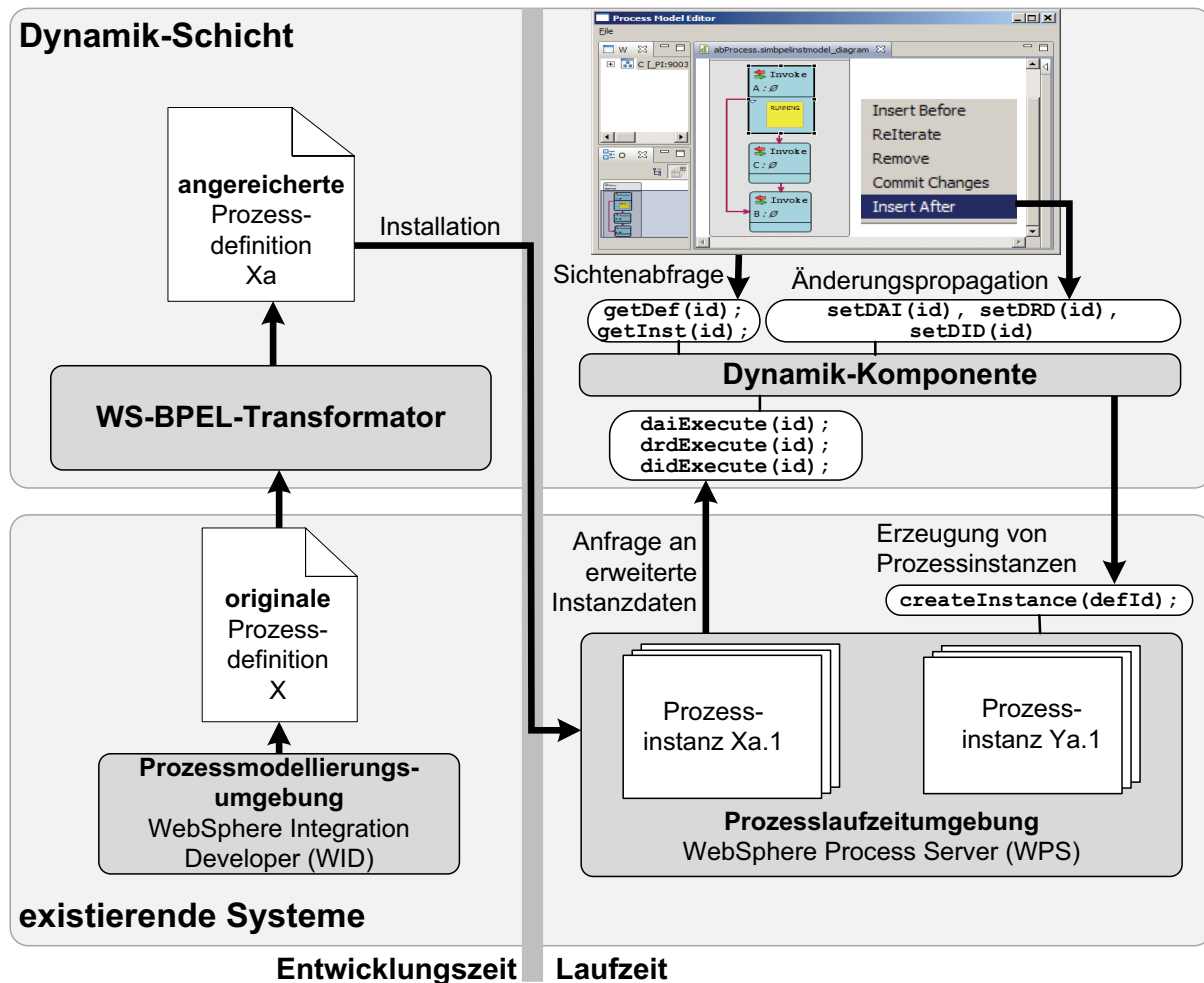 Dynamik-Schicht
angereicherte
Prozess-
definition
Xa
Installation
WS-BPEL-Transformator
Process Model Editor
File
W
C [_PI:9003
O
abProcess.simbpelinstmodel_diagram
Invoke
A : Ø
RUNNING
Invoke
C : Ø
Invoke
B : Ø
Insert Before
ReIterate
Remove
Commit Changes
Insert After
Sichtenabfrage
Änderungspropagation
getDef(id);
getInst(id);
setDAI(id), setDRD(id),
setDID(id)
Dynamik-Komponente
daiExecute(id);
drdExecute(id);
didExecute(id);
originale
Prozess-
definition
X
Prozessmodellierungs-
umgebung
WebSphere Integration
Developer (WID)
existierende Systeme
Anfrage an
erweiterte
Instanzdaten
Erzeugung von
Prozessinstanzen
createInstance(defId);
Prozess-
instanz Xa.1
Prozess-
instanz Ya.1
Prozesslaufzeitumgebung
WebSphere Process Server (WPS)
Entwicklungszeit
Laufzeit